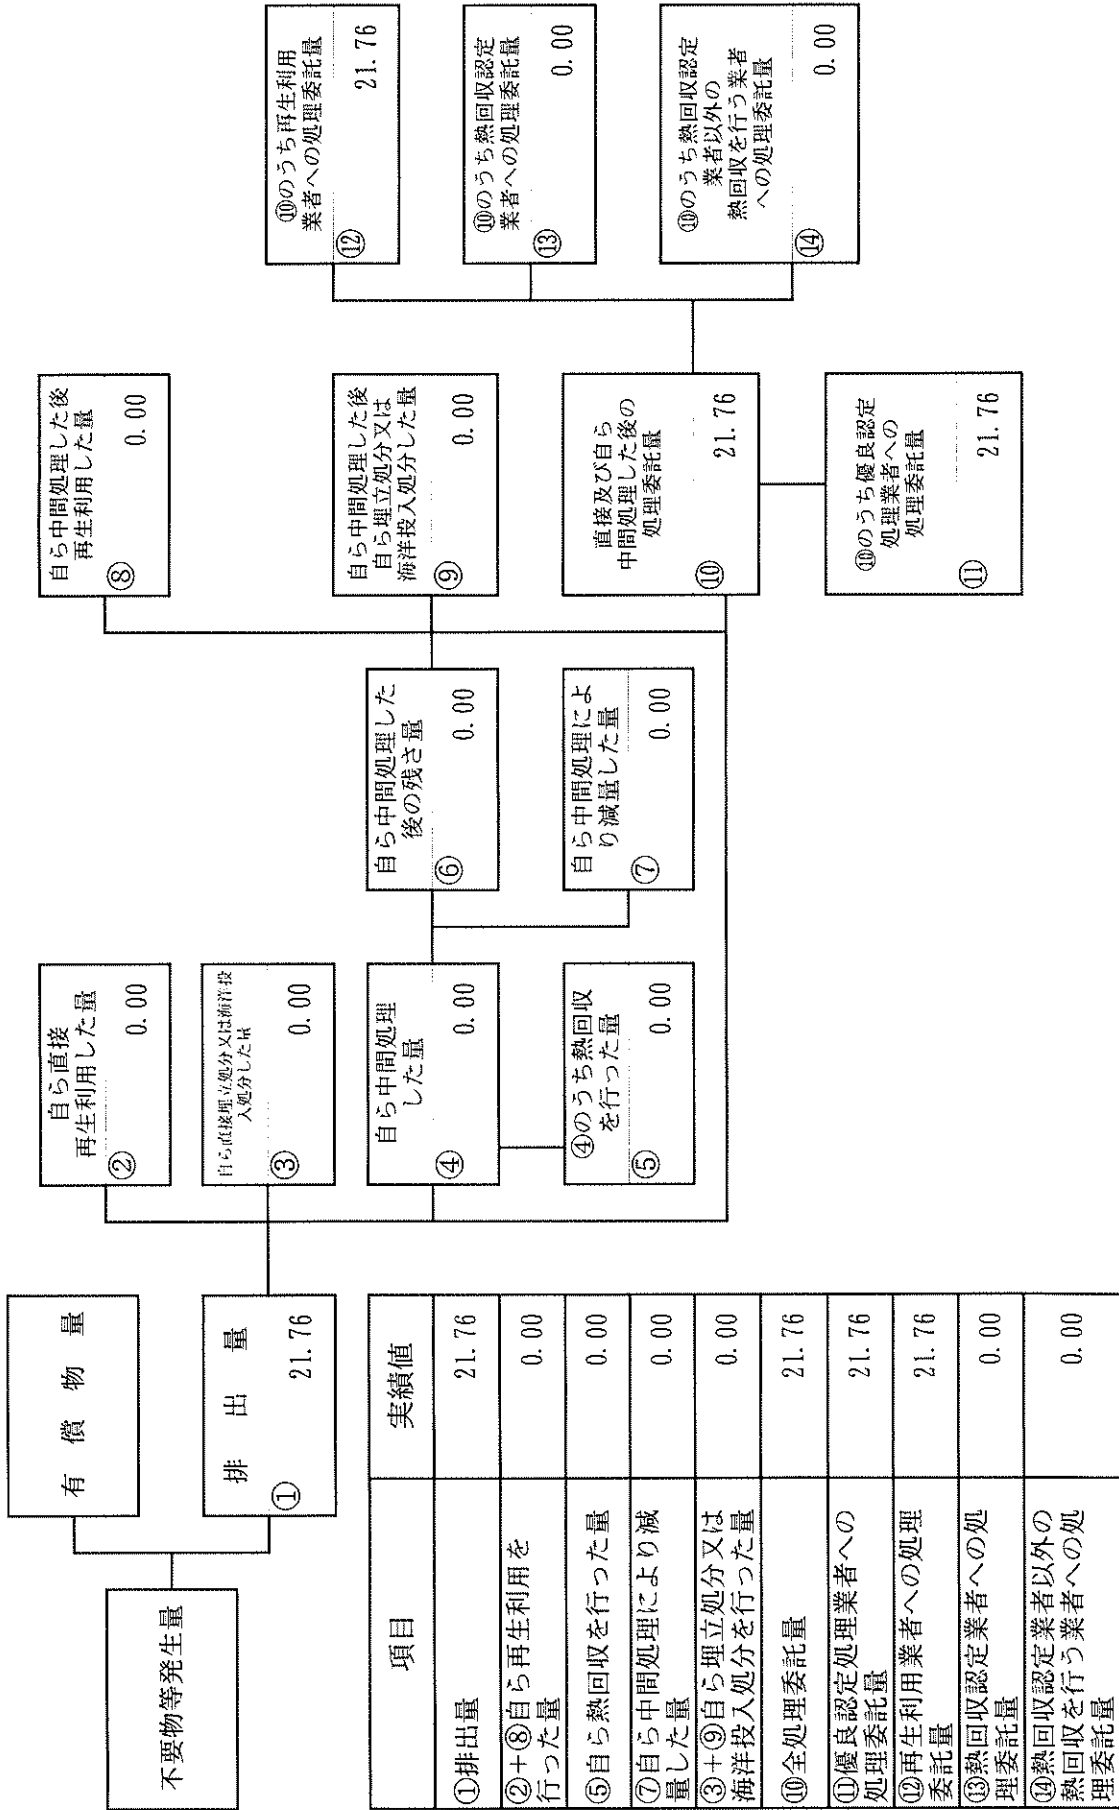 不要物等発生量
有償物量
排出量
①
21.76
自ら直接
再生利用した量
②
0.00
自ら直接埋立処分又は海洋投
入処分した量
③
0.00
自ら中間処理
した量
④
0.00
④のうち熱回収
を行った量
⑤
0.00
自ら中間処理した
後の残さ量
⑥
0.00
自ら中間処理によ
り減量した量
⑦
0.00
自ら中間処理した後
再生利用した量
⑧
0.00
自ら中間処理した後
自ら埋立処分又は
海洋投入処分した量
⑨
0.00
直接及び自ら
中間処理した後の
処理委託量
⑩
21.76
⑩のうち優良認定
処理業者への
処理委託量
⑪
21.76
⑩のうち再生利用
業者への処理委託量
⑫
21.76
⑩のうち熱回収認定
業者への処理委託量
⑬
0.00
⑩のうち熱回収認定
業者以外の
熱回収を行う業者
への処理委託量
⑭
0.00
項目 実績値
①排出量 21.76
②+⑧自ら再生利用を
行った量 0.00
⑤自ら熱回収を行った量 0.00
⑦自ら中間処理により減
量した量 0.00
③+⑨自ら埋立処分又は
海洋投入処分を行った量 0.00
⑩全処理委託量 21.76
⑪優良認定処理業者への
処理委託量 21.76
⑫再生利用業者への処理
委託量 21.76
⑬熱回収認定業者への処
理委託量 0.00
⑭熱回収認定業者以外の
熱回収を行う業者への処
理委託量 0.00